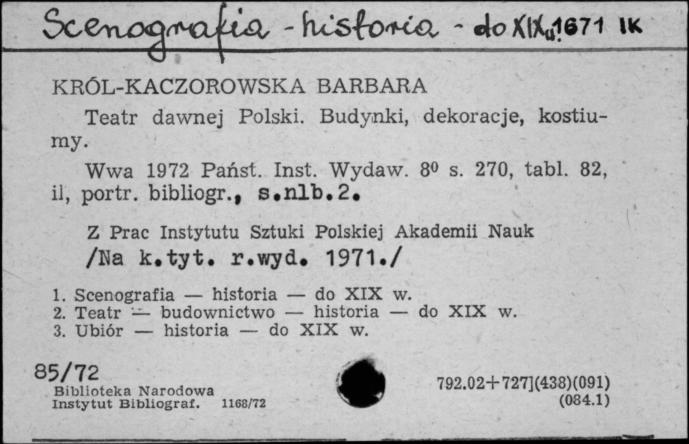 Scenografia - historia - do XIX w. 1671 IK
KRÓL-KACZOROWSKA BARBARA
Teatr dawnej Polski. Budynki, dekoracje, kostiu-
my.
Wwa 1972 Państ. Inst. Wydaw. 8⁰ s. 270, tabl. 82,
il, portr. bibliogr., s.nlb.2.
Z Prac Instytutu Sztuki Polskiej Akademii Nauk
/Na k.tyt. r.wyd. 1971./
1. Scenografia — historia — do XIX w.
2. Teatr — budownictwo — historia — do XIX w.
3. Ubiór — historia — do XIX w.
85/72
Biblioteka Narodowa
Instytut Bibliograf. 1168/72
792.02+727](438)(091)
(084.1)